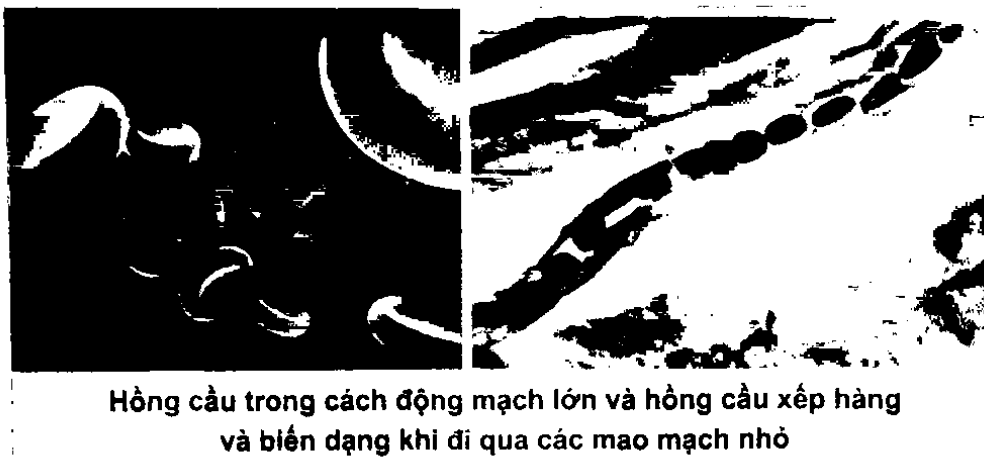 Hồng cầu trong cách động mạch lớn và hồng cầu xếp hàng
và biến dạng khi đi qua các mao mạch nhỏ